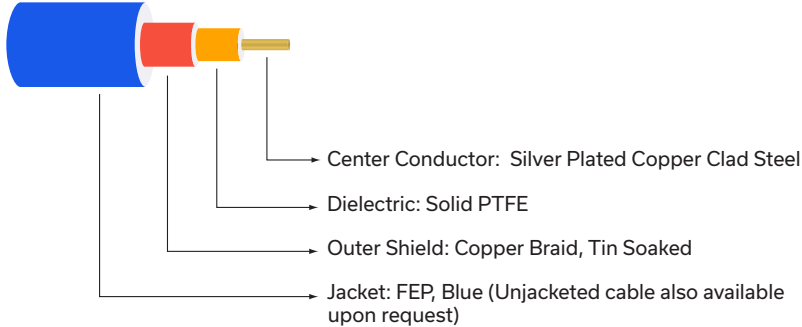 Center Conductor: Silver Plated Copper Clad Steel
Dielectric: Solid PTFE
Outer Shield: Copper Braid, Tin Soaked
Jacket: FEP, Blue (Unjacketed cable also available
upon request)